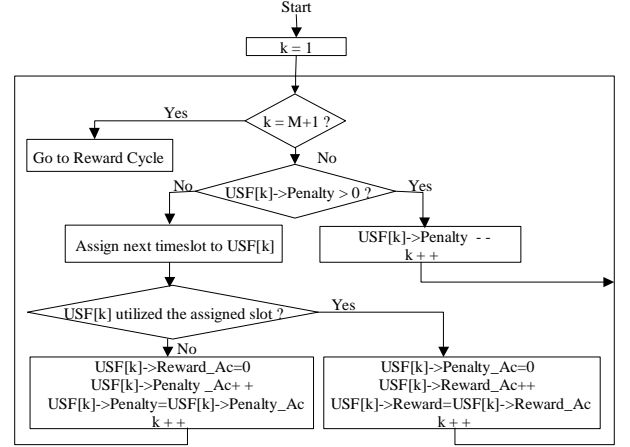 Start
k = 1
k = M+1 ?
Yes
Go to Reward Cycle
No
USF[k]->Penalty > 0 ?
No
Yes
Assign next timeslot to USF[k]
USF[k]->Penalty - -
k + +
USF[k] utilized the assigned slot ?
Yes
No
USF[k]->Reward_Ac=0
USF[k]->Penalty _Ac+ +
USF[k]->Penalty=USF[k]->Penalty_Ac
k + +
USF[k]->Penalty_Ac=0
USF[k]->Reward_Ac++
USF[k]->Reward=USF[k]->Reward_Ac
k + +